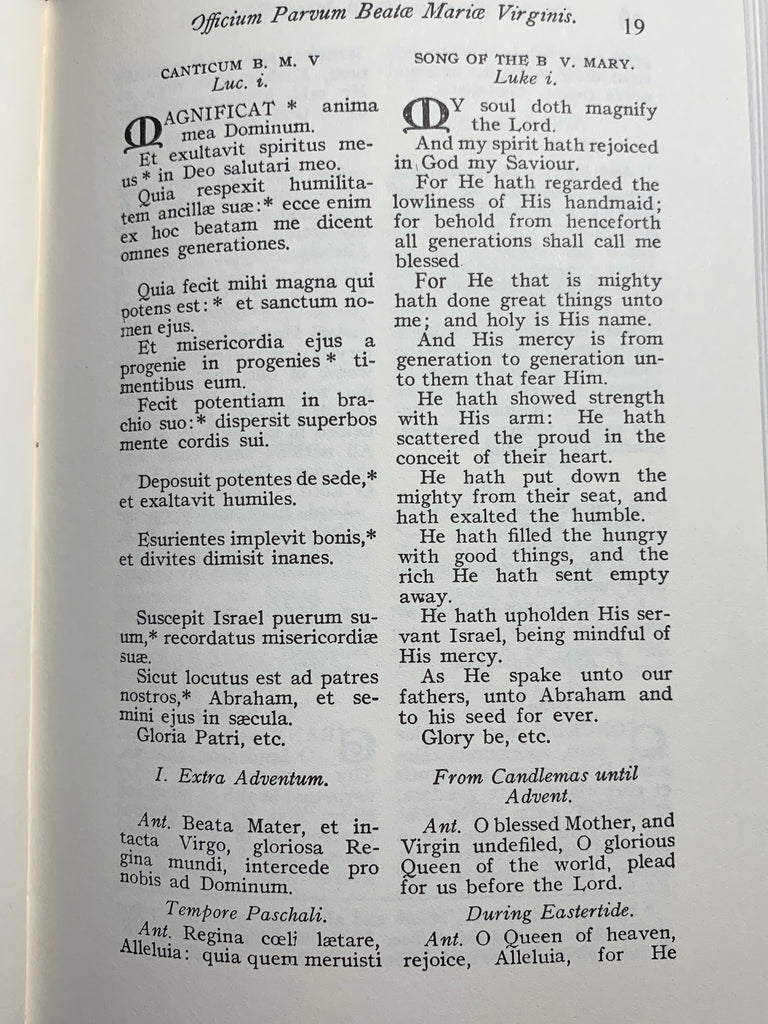 Officium Parvum Beatæ Mariæ Virginis.
19
CANTICUM B. M. V
Luc. i.
MAGNIFICAT * anima
mea Dominum.
Et exultavit spiritus me-
us * in Deo salutari meo.
Quia respexit humilita-
tem ancillæ suæ:* ecce enim
ex hoc beatam me dicent
omnes generationes.
Quia fecit mihi magna qui
potens est: * et sanctum no-
men ejus.
Et misericordia ejus a
progenie in progenies * ti-
mentibus eum.
Fecit potentiam in bra-
chio suo:* dispersit superbos
mente cordis sui.
Deposuit potentes de sede,*
et exaltavit humiles.
Esurientes implevit bonis,*
et divites dimisit inanes.
Suscepit Israel puerum su-
um,* recordatus misericordiæ
suæ.
Sicut locutus est ad patres
nostros,* Abraham, et se-
mini ejus in sæcula.
Gloria Patri, etc.
I. Extra Adventum.
Ant. Beata Mater, et in-
tacta Virgo, gloriosa Re-
gina mundi, intercede pro
nobis ad Dominum.
Tempore Paschali.
Ant. Regina cœli lætare,
Alleluia: quia quem meruisti
SONG OF THE B V. MARY.
Luke i.
MY soul doth magnify
the Lord.
And my spirit hath rejoiced
in God my Saviour.
For He hath regarded the
lowliness of His handmaid;
for behold from henceforth
all generations shall call me
blessed
For He that is mighty
hath done great things unto
me; and holy is His name.
And His mercy is from
generation to generation un-
to them that fear Him.
He hath showed strength
with His arm: He hath
scattered the proud in the
conceit of their heart.
He hath put down the
mighty from their seat, and
hath exalted the humble.
He hath filled the hungry
with good things, and the
rich He hath sent empty
away.
He hath upholden His ser-
vant Israel, being mindful of
His mercy.
As He spake unto our
fathers, unto Abraham and
to his seed for ever.
Glory be, etc.
From Candlemas until
Advent.
Ant. O blessed Mother, and
Virgin undefiled, O glorious
Queen of the world, plead
for us before the Lord.
During Eastertide.
Ant. O Queen of heaven,
rejoice, Alleluia, for He